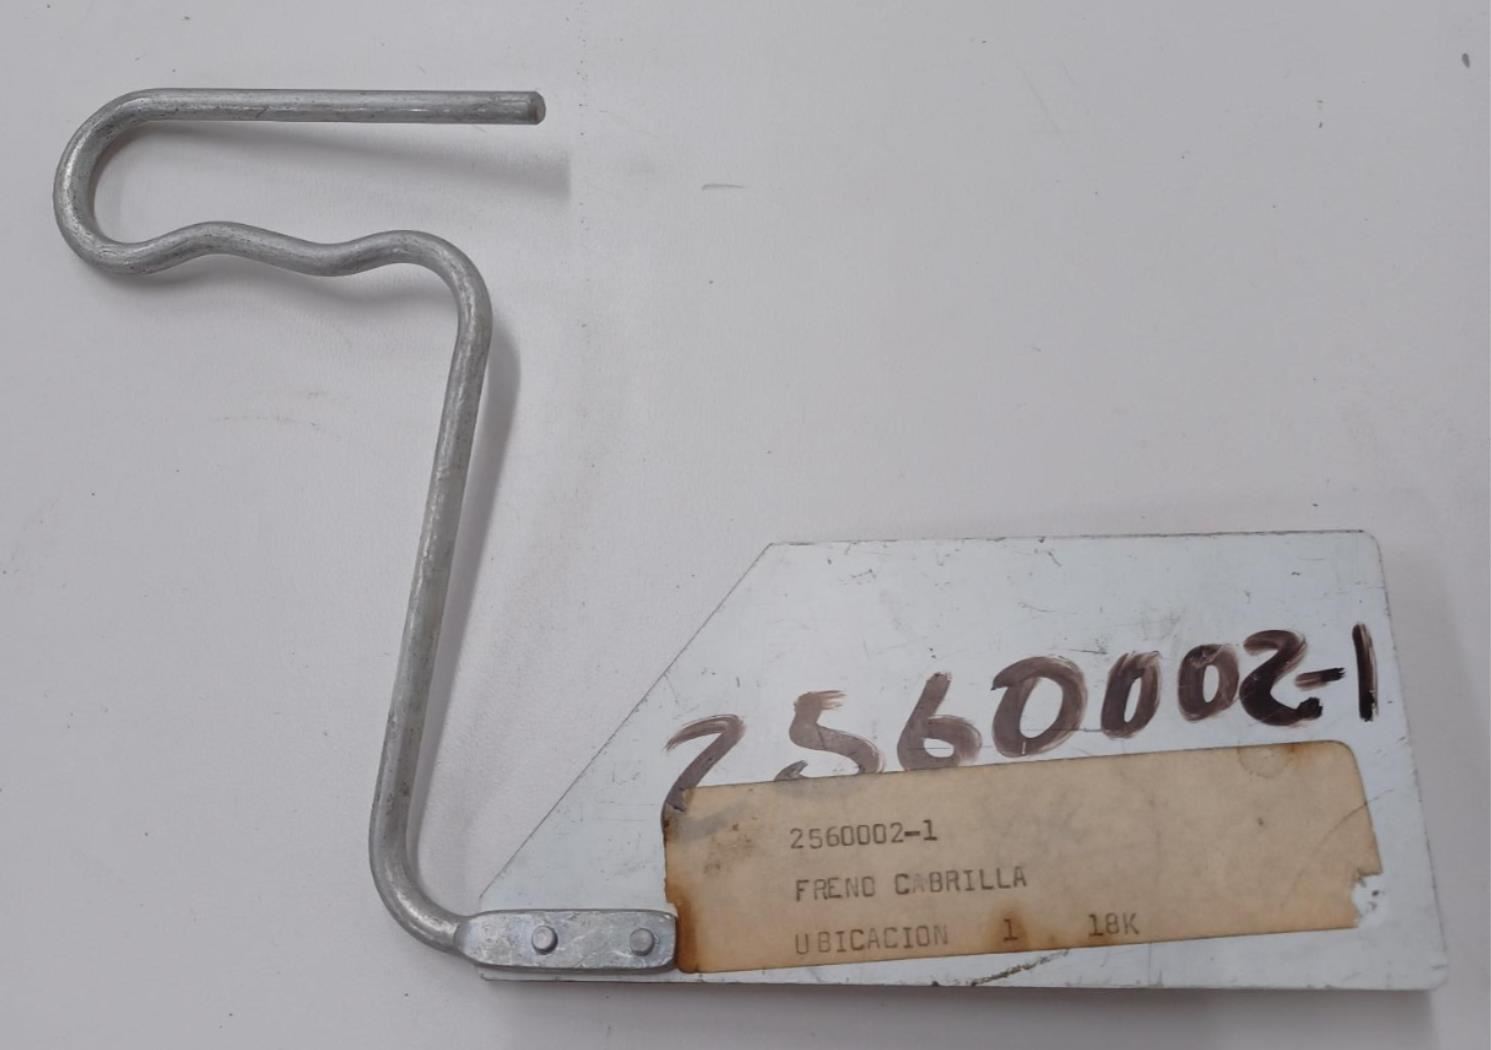 2560002-1
2560002-1
FRENO CABRILLA
UBICACION 1 18K